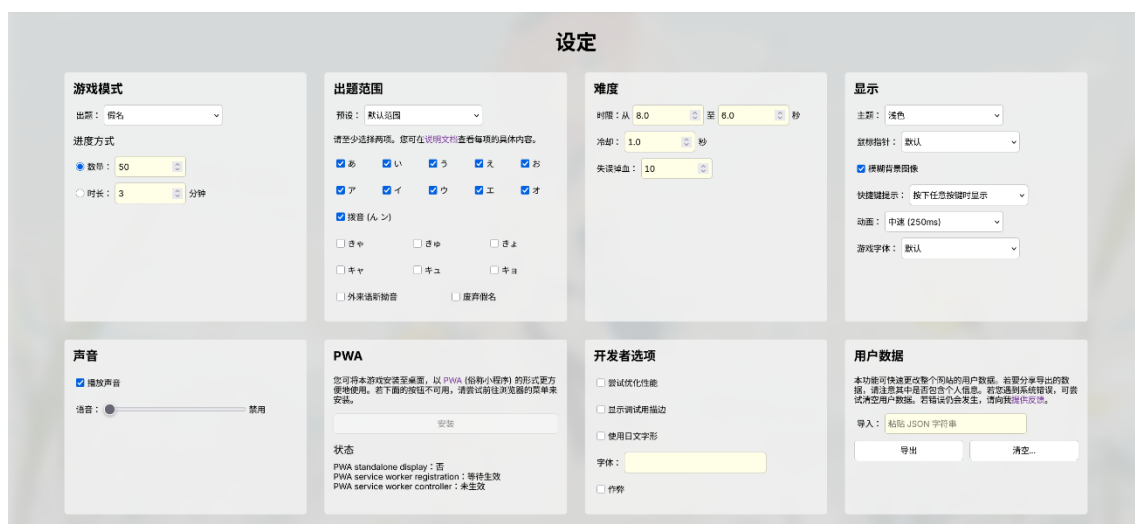 设定
游戏模式
出题： 假名
进度方式
数量： 50
时长： 3 分钟
出题范围
预设： 默认范围
请至少选择两项。您可在说明文档查看每项的具体内容。
あ い う え お
ア イ ウ エ オ
拨音 (ん ン)
きゃ きゅ きょ
キャ キュ キョ
外来语新拗音 废弃假名
难度
时限：从 8.0 至 6.0 秒
冷却： 1.0 秒
失误掉血： 10
显示
主题： 浅色
鼠标指针： 默认
模糊背景图像
快捷键提示： 按下任意按键时显示
动画： 中速 (250ms)
游戏字体： 默认
声音
播放声音
语音： 禁用
PWA
您可将本游戏安装至桌面，以 PWA (俗称小程序) 的形式更方
便地使用。若下面的按钮不可用，请尝试前往浏览器的菜单来
安装。
安装
状态
PWA standalone display：否
PWA service worker registration：等待生效
PWA service worker controller：未生效
开发者选项
尝试优化性能
显示调试用描边
使用日文字形
字体：
作弊
用户数据
本功能可快速更改整个网站的用户数据。若要分享导出的数
据，请注意其中是否包含个人信息。若您遇到系统错误，可尝
试清空用户数据。若错误仍会发生，请向我提供反馈。
导入： 粘贴 JSON 字符串
导出 清空...